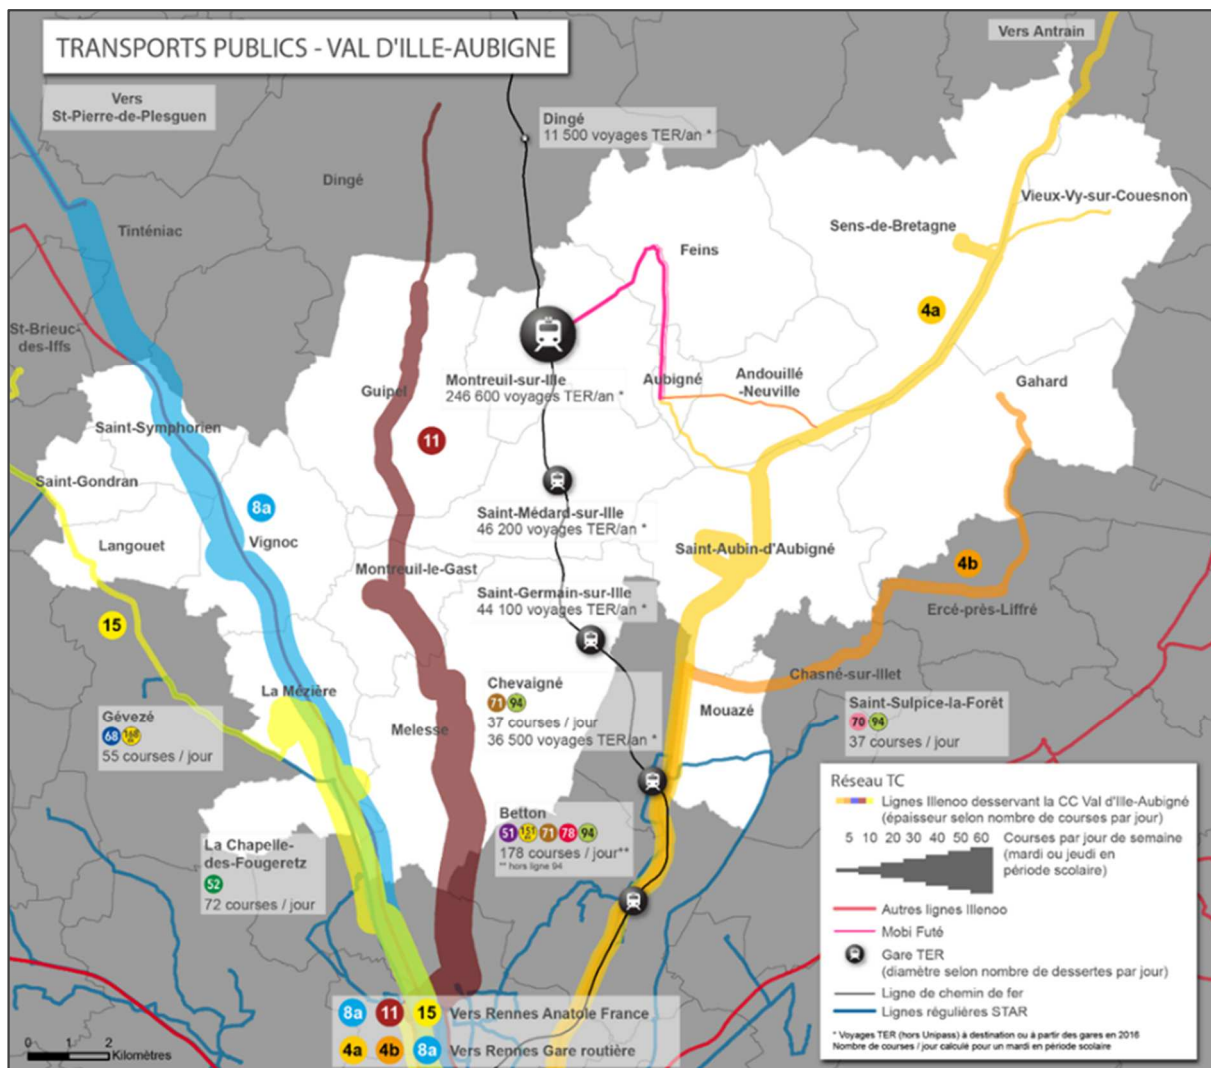 TRANSPORTS PUBLICS - VAL D'ILLE-AUBIGNE
Vers Antrain
Vers
St-Pierre-de-Plesguen
Dingé
11 500 voyages TER/an *
Dingé
Tinténiac
Vieux-Vy-sur-Couesnon
Sens-de-Bretagne
Feins
4a
St-Brieuc-
des-Iffs
Montreuil-sur-Ille
246 600 voyages TER/an *
Aubigné
Andouillé
-Neuville
Gahard
Guipel
11
Saint-Symphorien
Saint-Gondran
8a
Vignoc
Langouet
Saint-Médard-sur-Ille
46 200 voyages TER/an *
Saint-Aubin-d'Aubigné
Montreuil-le-Gast
4b
Saint-Germain-sur-Ille
44 100 voyages TER/an *
Ercé-près-Liffré
15
Chasné-sur-Illet
La Mézière
Chevaigné
71 94
37 courses / jour
36 500 voyages TER/an *
Mouazé
Saint-Sulpice-la-Forêt
70 94
37 courses / jour
Gévezé
68 168
55 courses / jour
Melesse
Betton
51 151 71 78 94
178 courses / jour**
** hors ligne 94
La Chapelle-
des-Fougeretz
52
72 courses / jour
Réseau TC
Lignes Illenoo desservant la CC Val d'Ille-Aubigné
(épaisseur selon nombre de courses par jour)
5 10 20 30 40 50 60
Courses par jour de semaine
(mardi ou jeudi en
période scolaire)
Autres lignes Illenoo
Mobi Futé
Gare TER
(diamètre selon nombre de dessertes par jour)
Ligne de chemin de fer
Lignes régulières STAR
* Voyages TER (hors Unipass) à destination ou à partir des gares en 2016
Nombre de courses / jour calculé pour un mardi en période scolaire
8a 11 15 Vers Rennes Anatole France
4a 4b 8a Vers Rennes Gare routière
0 1 2
Kilomètres